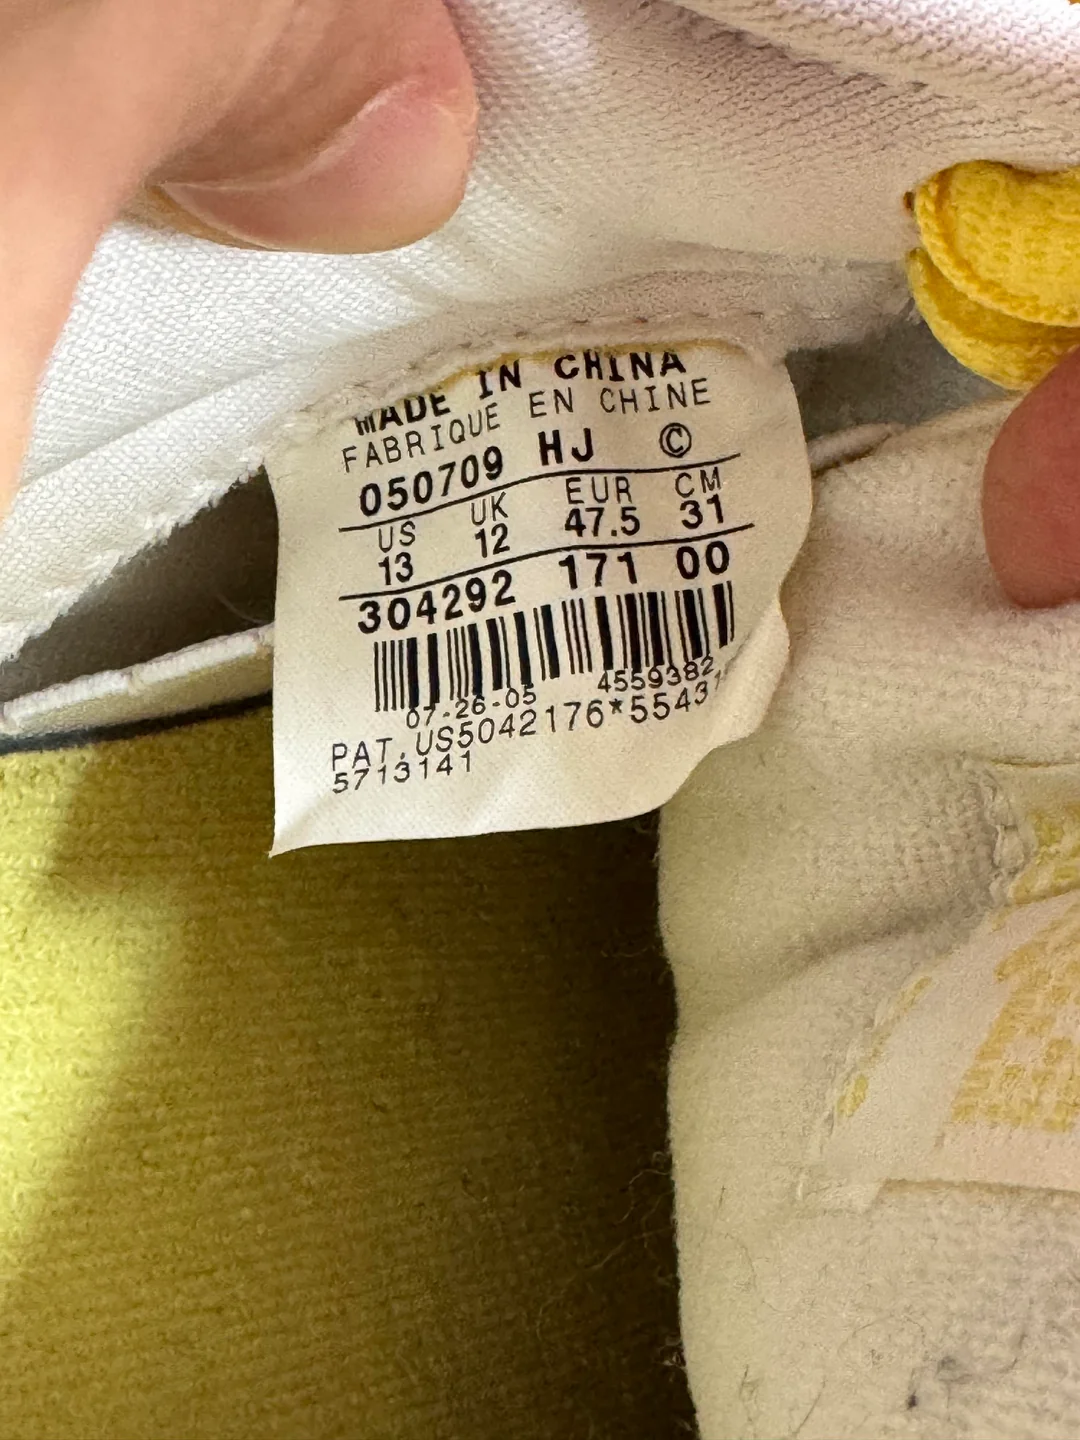 MADE IN CHINA
FABRIQUE EN CHINE
050709 HJ ©
US UK EUR CM
13 12 47.5 31
304292 171 00
07-26-05 4559382
PAT. US5042176*55431
5713141